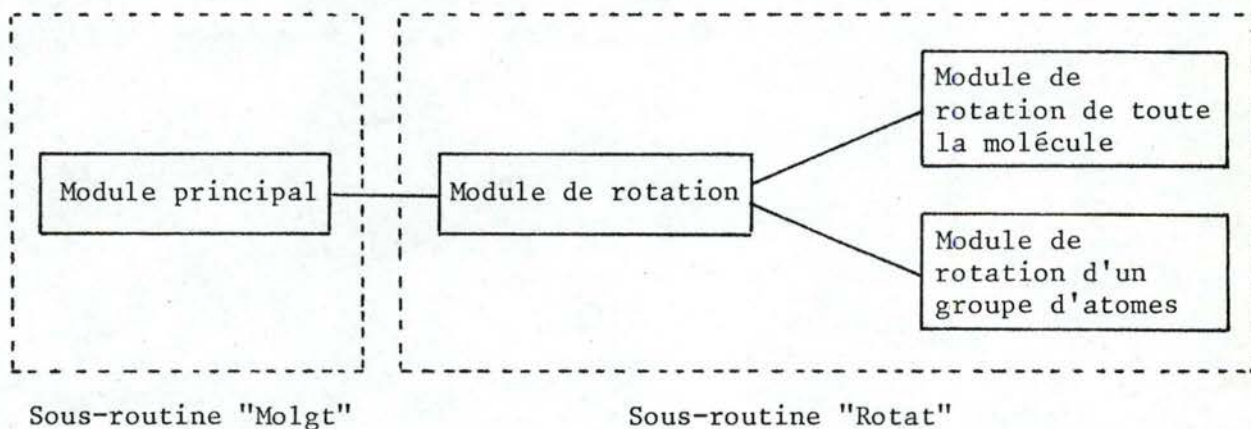 Module de
rotation de toute
la molécule
Module principal
Module de rotation
Module de
rotation d'un
groupe d'atomes
Sous-routine "Molgt"
Sous-routine "Rotat"